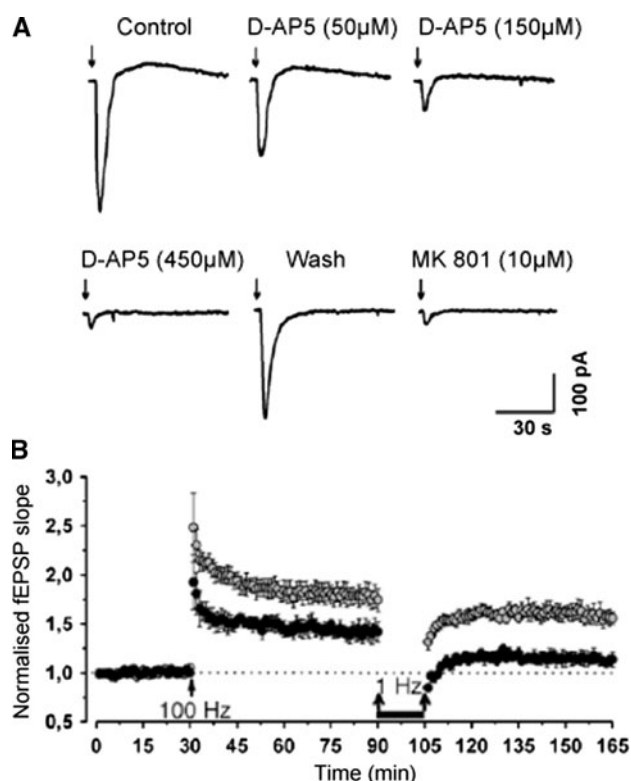 A
Control D-AP5 (50µM) D-AP5 (150µM)
D-AP5 (450µM) Wash MK 801 (10µM)
100 pA
30 s
B
Normalised fEPSP slope
3,0
2,5
2,0
1,5
1,0
0,5
100 Hz
1 Hz
0 15 30 45 60 75 90 105 120 135 150 165
Time (min)